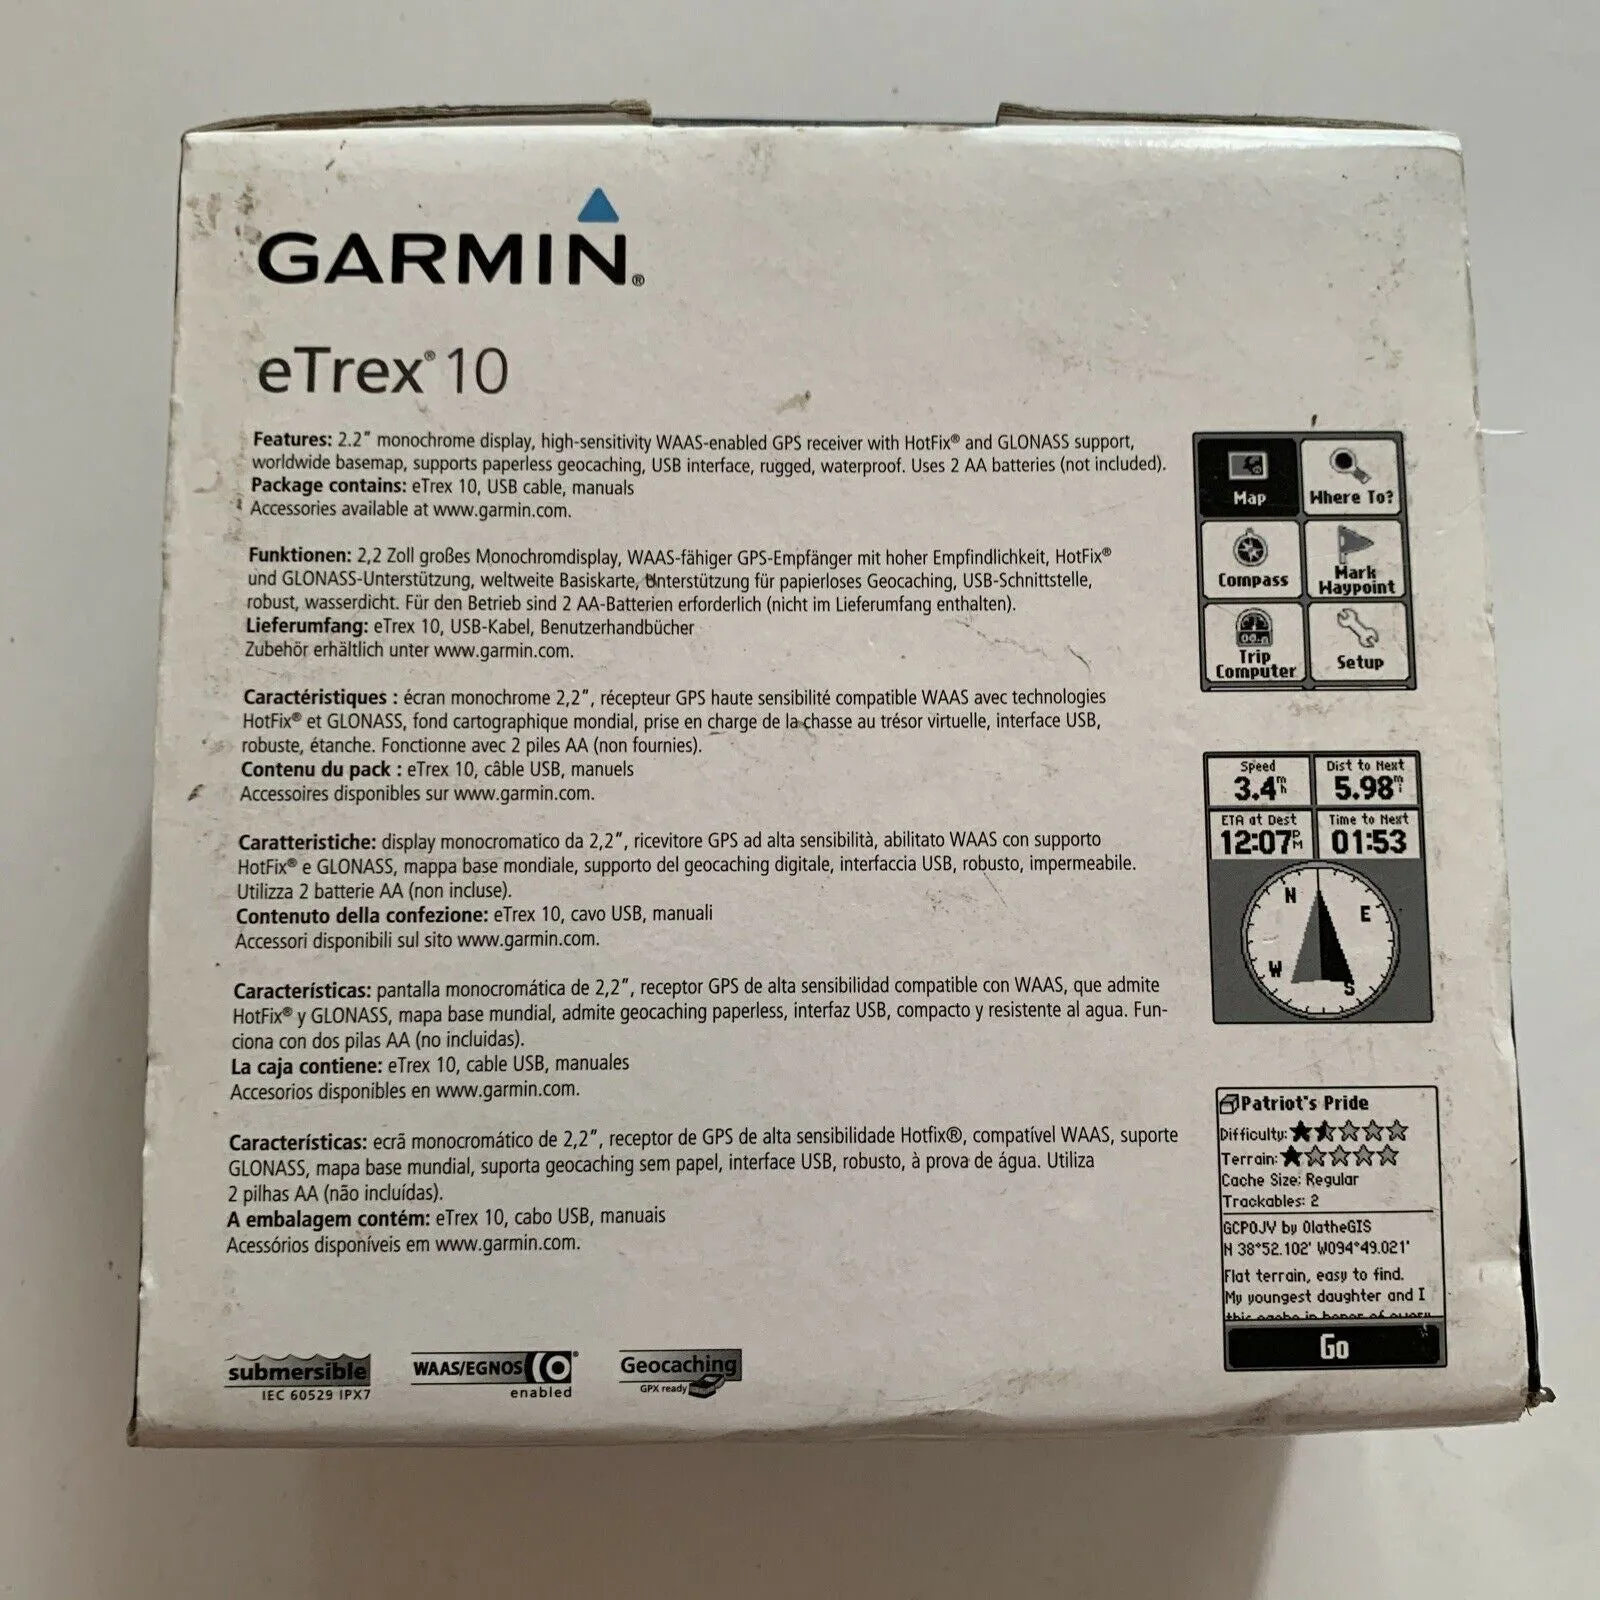 GARMIN®
eTrex® 10
Features: 2.2" monochrome display, high-sensitivity WAAS-enabled GPS receiver with HotFix® and GLONASS support,
worldwide basemap, supports paperless geocaching, USB interface, rugged, waterproof. Uses 2 AA batteries (not included).
Package contains: eTrex 10, USB cable, manuals
Accessories available at www.garmin.com.
Funktionen: 2,2 Zoll großes Monochromdisplay, WAAS-fähiger GPS-Empfänger mit hoher Empfindlichkeit, HotFix®
und GLONASS-Unterstützung, weltweite Basiskarte, Unterstützung für papierloses Geocaching, USB-Schnittstelle,
robust, wasserdicht. Für den Betrieb sind 2 AA-Batterien erforderlich (nicht im Lieferumfang enthalten).
Lieferumfang: eTrex 10, USB-Kabel, Benutzerhandbücher
Zubehör erhältlich unter www.garmin.com.
Caractéristiques : écran monochrome 2,2", récepteur GPS haute sensibilité compatible WAAS avec technologies
HotFix® et GLONASS, fond cartographique mondial, prise en charge de la chasse au trésor virtuelle, interface USB,
robuste, étanche. Fonctionne avec 2 piles AA (non fournies).
Contenu du pack : eTrex 10, câble USB, manuels
Accessoires disponibles sur www.garmin.com.
Caratteristiche: display monocromatico da 2,2", ricevitore GPS ad alta sensibilità, abilitato WAAS con supporto
HotFix® e GLONASS, mappa base mondiale, supporto del geocaching digitale, interfaccia USB, robusto, impermeabile.
Utilizza 2 batterie AA (non incluse).
Contenuto della confezione: eTrex 10, cavo USB, manuali
Accessori disponibili sul sito www.garmin.com.
Características: pantalla monocromática de 2,2", receptor GPS de alta sensibilidad compatible con WAAS, que admite
HotFix® y GLONASS, mapa base mundial, admite geocaching paperless, interfaz USB, compacto y resistente al agua. Fun-
ciona con dos pilas AA (no incluidas).
La caja contiene: eTrex 10, cable USB, manuales
Accesorios disponibles en www.garmin.com.
Características: ecrã monocromático de 2,2", receptor de GPS de alta sensibilidade Hotfix®, compatível WAAS, suporte
GLONASS, mapa base mundial, suporta geocaching sem papel, interface USB, robusto, à prova de água. Utiliza
2 pilhas AA (não incluídas).
A embalagem contém: eTrex 10, cabo USB, manuais
Acessórios disponíveis em www.garmin.com.
submersible
IEC 60529 IPX7
WAAS/EGNOS
enabled
Geocaching
GPX ready
Map Where To?
Compass Mark
Waypoint
Trip
Computer Setup
Speed Dist to Next
3.4 mh 5.98 mi
ETA at Dest Time to Next
12:07 PM 01:53
N E
W S
Patriot's Pride
Difficulty:
Terrain:
Cache Size: Regular
Trackables: 2
GCP0JV by OlatheGIS
N 38°52.102' W094°49.021'
Flat terrain, easy to find.
My youngest daughter and I
Go